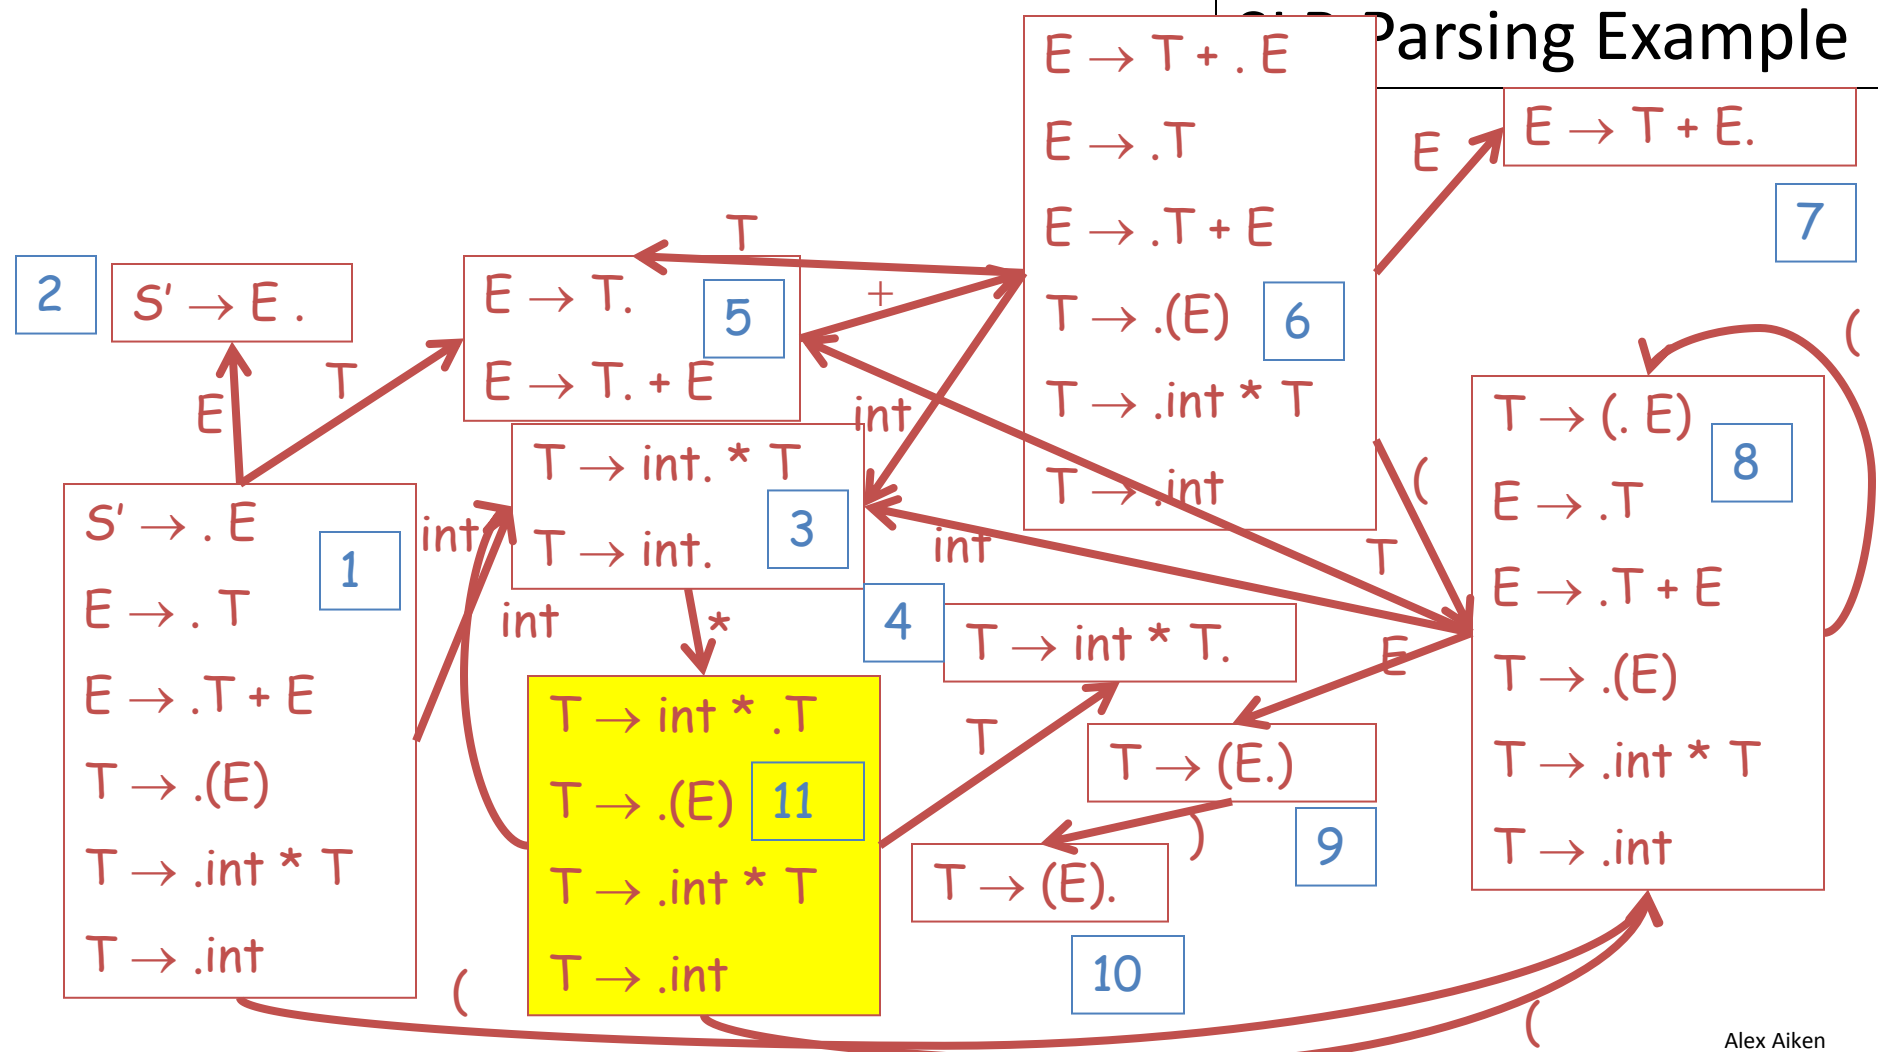 Parsing Example
E → T + . E
E → .T
E → .T + E
T → .(E)
T → .int * T
T → .int
6
E
E → T + E.
7
2
S' → E .
T
E → T.
E → T. + E
5
+
E
T
int
T → int. * T
T → int.
3
int
int
int
*
S' → . E
E → . T
E → .T + E
T → .(E)
T → .int * T
T → .int
1
(
T → int * .T
T → .(E)
T → .int * T
T → .int
11
T
4
T → int * T.
T
E
T → (E.)
9
)
T → (E).
10
(
(
T → (. E)
E → .T
E → .T + E
T → .(E)
T → .int * T
T → .int
8
(
Alex Aiken